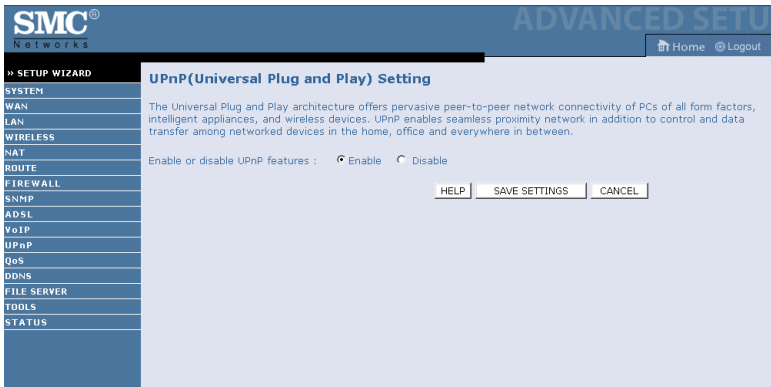 SMC®
Networks
ADVANCED SETU
Home Logout
» SETUP WIZARD
SYSTEM
WAN
LAN
WIRELESS
NAT
ROUTE
FIREWALL
SNMP
ADSL
VoIP
UPnP
QoS
DDNS
FILE SERVER
TOOLS
STATUS
UPnP(Universal Plug and Play) Setting
The Universal Plug and Play architecture offers pervasive peer-to-peer network connectivity of PCs of all form factors,
intelligent appliances, and wireless devices. UPnP enables seamless proximity network in addition to control and data
transfer among networked devices in the home, office and everywhere in between.
Enable or disable UPnP features : Enable Disable
HELP SAVE SETTINGS CANCEL